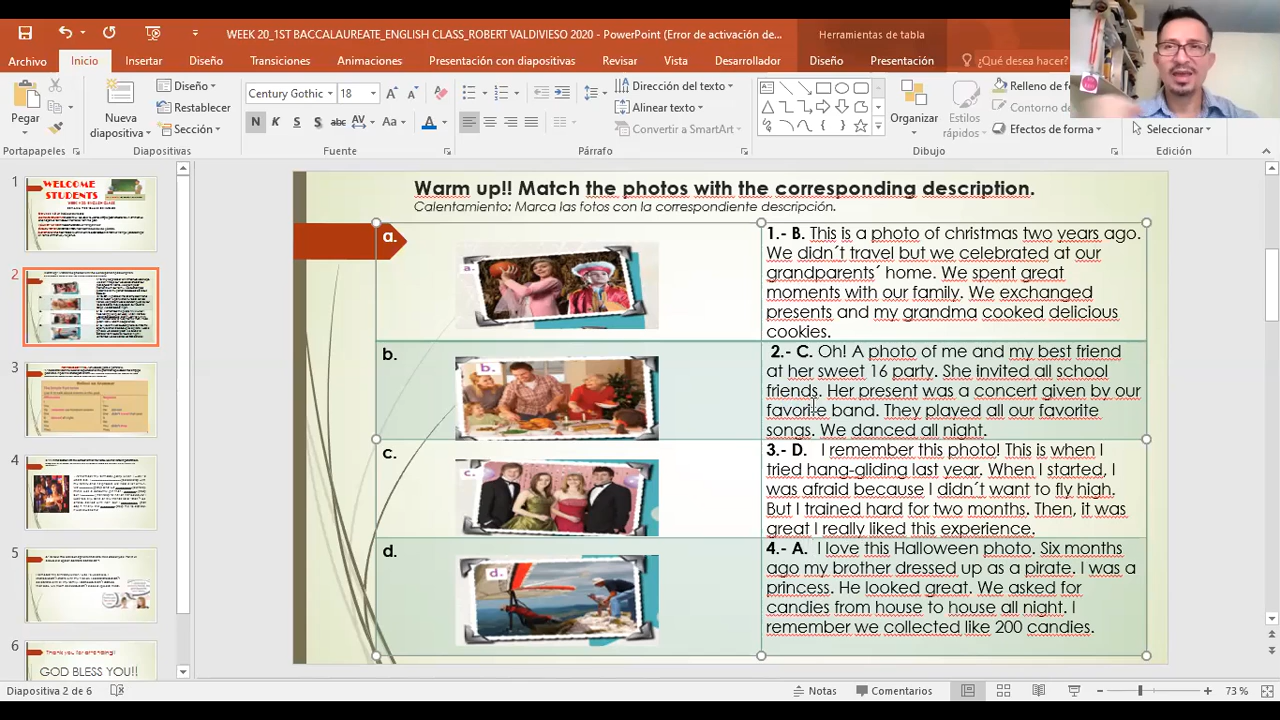 WEEK 20_1ST BACCALAUREATE_ENGLISH CLASS_ROBERT VALDIVIESO 2020 - PowerPoint (Error de activación de...
Herramientas de tabla
Archivo
Inicio
Insertar
Diseño
Transiciones
Animaciones
Presentación con diapositivas
Revisar
Vista
Desarrollador
Diseño
Presentación
¿Qué desea hacer?
Pegar
Nueva
diapositiva
Diseño
Restablecer
Sección
Century Gothic
18
N K S S abc AV Aa A
Dirección del texto
Alinear texto
Convertir a SmartArt
Organizar
Estilos
rápidos
Relleno de fo
Contorno de
Efectos de forma
Seleccionar
Portapapeles
Diapositivas
Fuente
Párrafo
Dibujo
Edición
1
WELCOME
STUDENTS
2
3
4
5
6
GOD BLESS YOU!!
Warm up!! Match the photos with the corresponding description.
Calentamiento: Marca las fotos con la correspondiente descripción.
a.
a.
1.- B. This is a photo of christmas two years ago.
We didn´t travel but we celebrated at our
grandparents´ home. We spent great
moments with our family. We exchanged
presents and my grandma cooked delicious
cookies.
b.
b.
2.- C. Oh! A photo of me and my best friend
at her sweet 16 party. She invited all school
friends. Her present was a concert given by our
band. They played all our favorite
songs. We danced all night.
c.
c.
3.- D. I remember this photo! This is when I
tried hang-gliding last year. When I started, I
was afraid because I didn´t want to fly high.
But I trained hard for two months. Then, it was
great I really liked this experience.
d.
d.
4.- A. I love this Halloween photo. Six months
ago my brother dressed up as a pirate. I was a
princess. He looked great. We asked for
candies from house to house all night. I
remember we collected like 200 candies.
Diapositiva 2 de 6
Notas
Comentarios
73 %